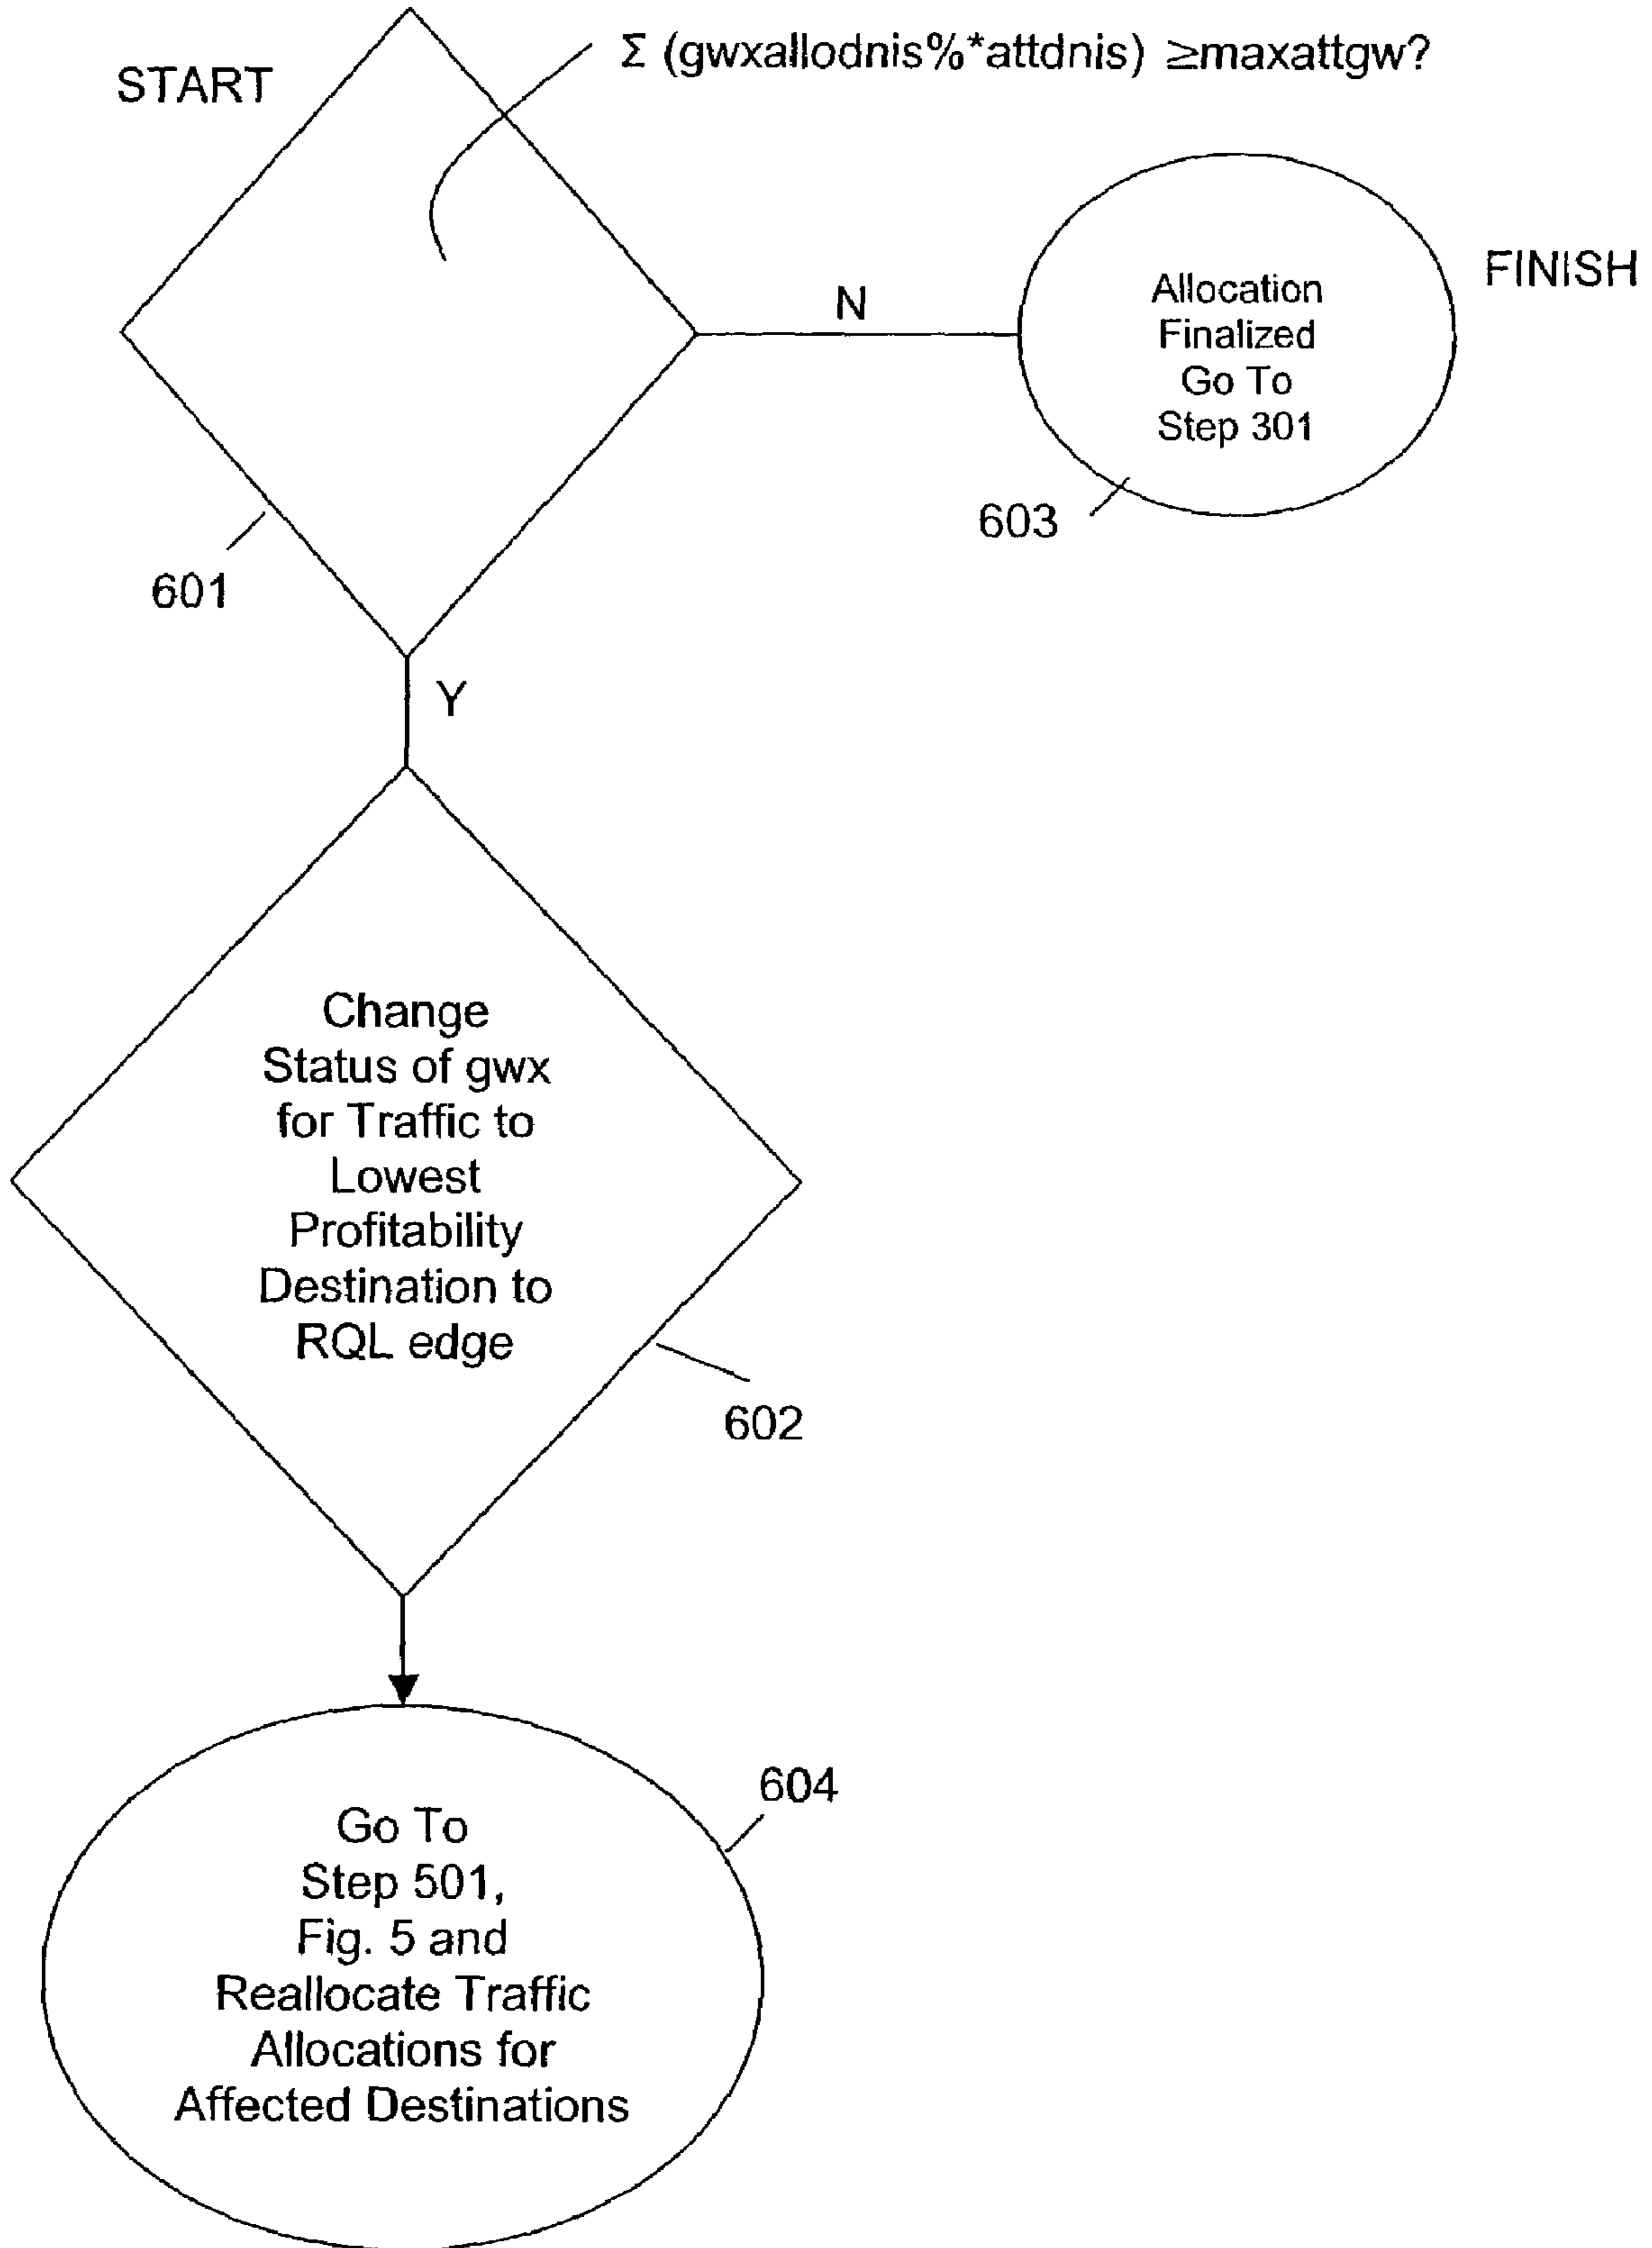 Σ (gwxallodnis%*attdnis) ≥maxattgw?
START
FINISH
N
Allocation
Finalized
Go To
Step 301
603
601
Y
Change
Status of gwx
for Traffic to
Lowest
Profitability
Destination to
RQL edge
602
604
Go To
Step 501,
Fig. 5 and
Reallocate Traffic
Allocations for
Affected Destinations